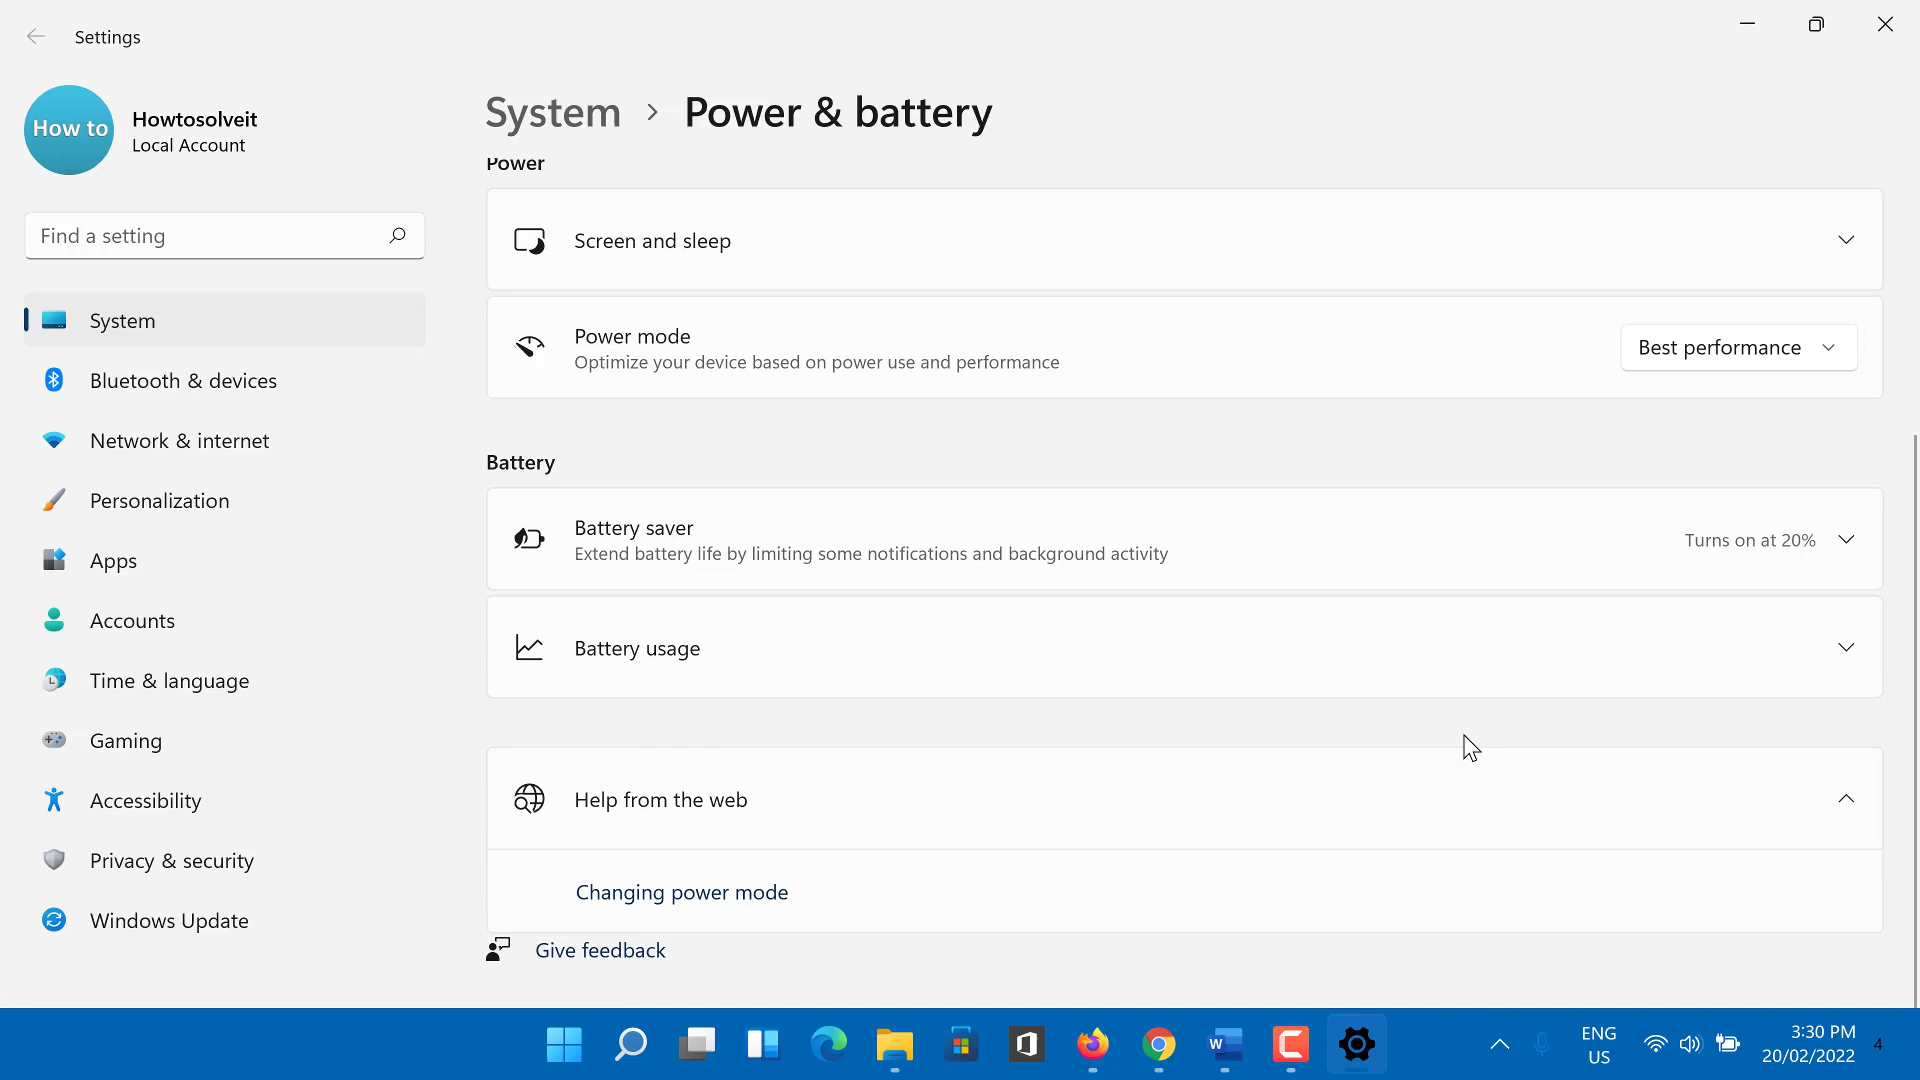 Settings
How to
Howtosolveit
Local Account
Find a setting
System
Bluetooth & devices
Network & internet
Personalization
Apps
Accounts
Time & language
Gaming
Accessibility
Privacy & security
Windows Update
System > Power & battery
Power
Screen and sleep
Power mode
Optimize your device based on power use and performance
Best performance
Battery
Battery saver
Extend battery life by limiting some notifications and background activity
Turns on at 20%
Battery usage
Help from the web
Changing power mode
Give feedback
W
ENG
US
3:30 PM
20/02/2022
4